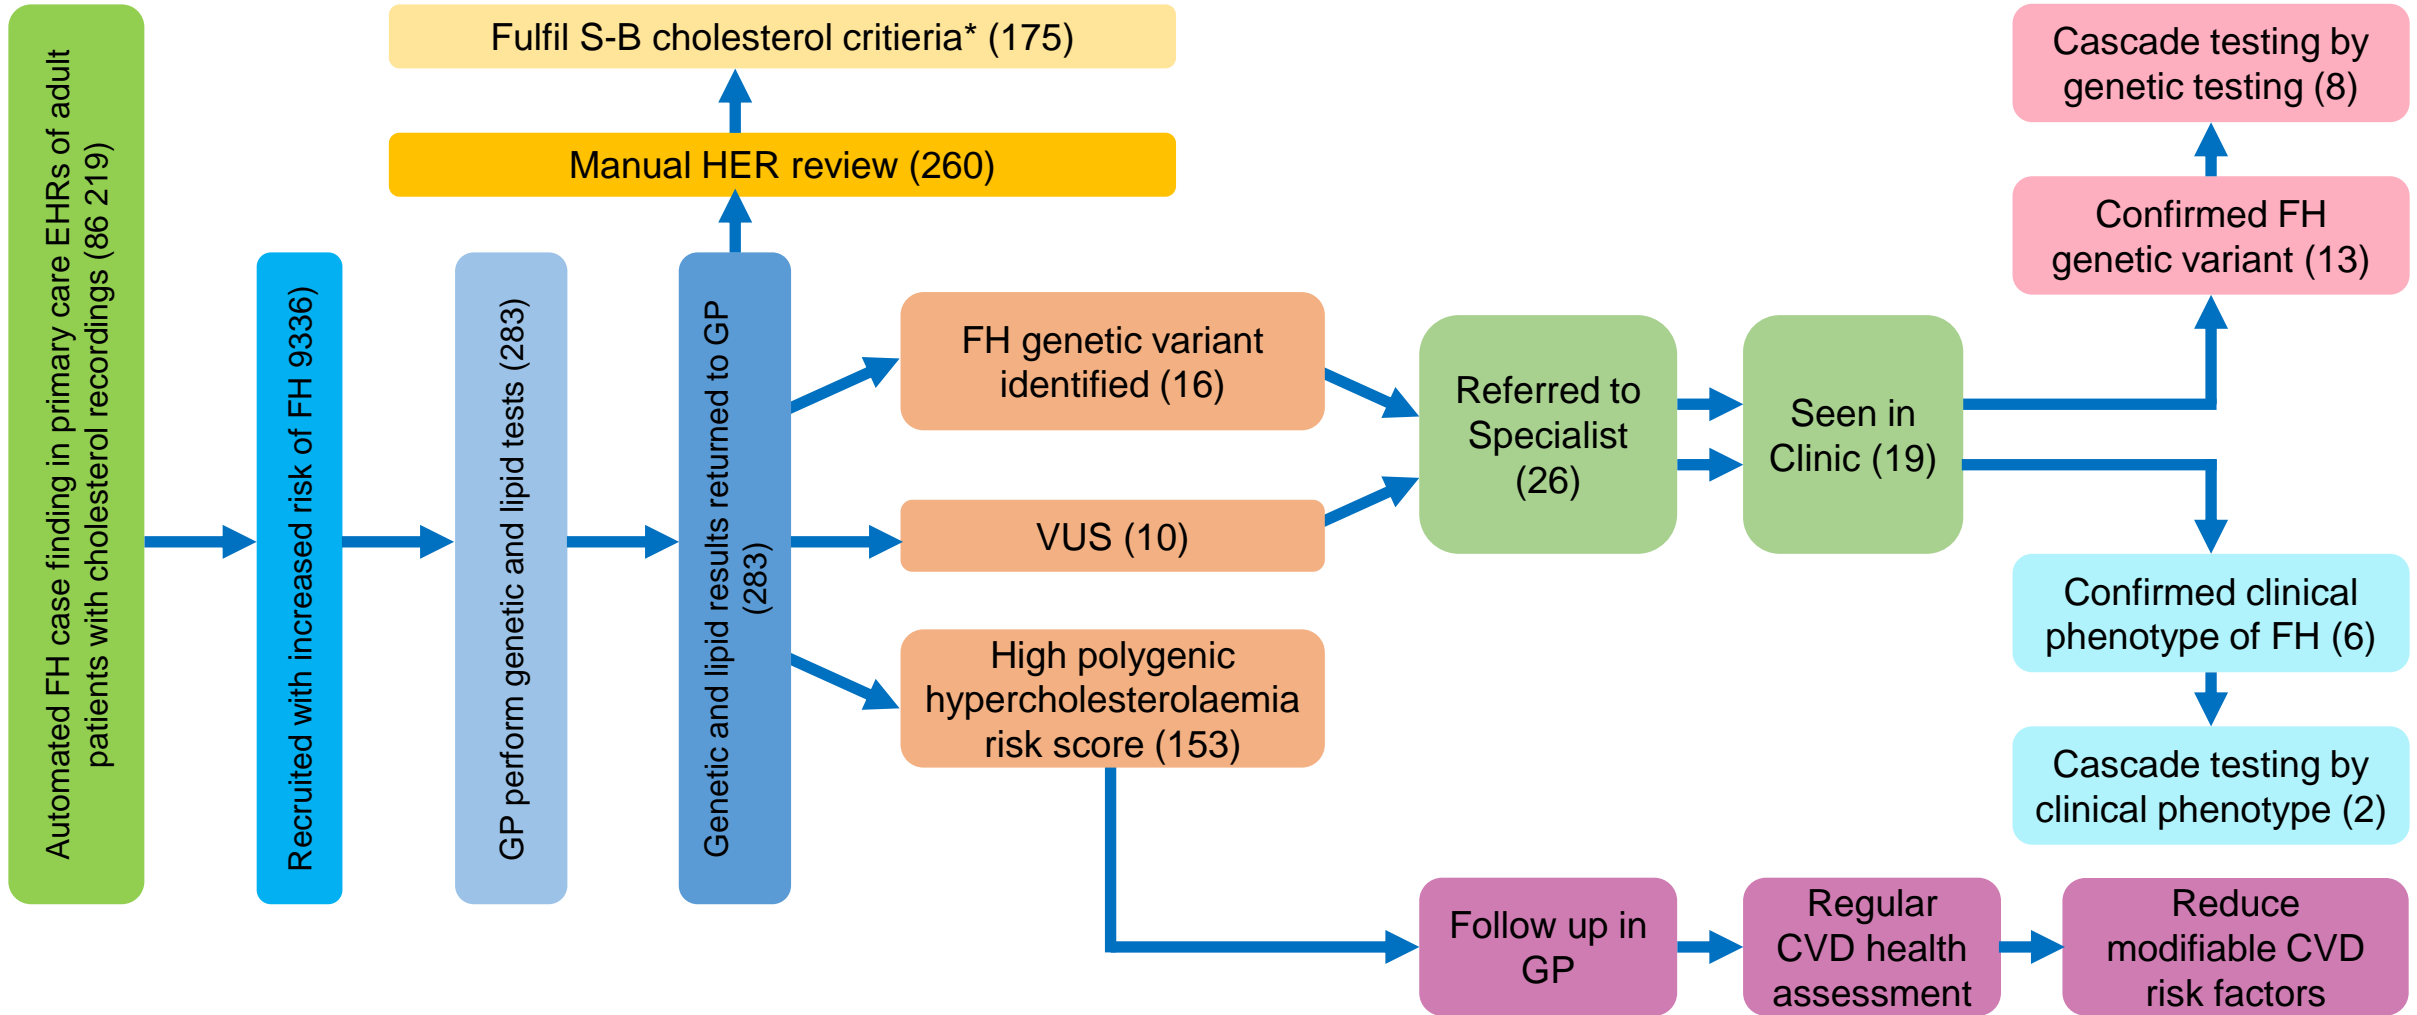 Automated FH case finding in primary care EHRs of adult
patients with cholesterol recordings (86 219)
Recruited with increased risk of FH 9336)
GP perform genetic and lipid tests (283)
Genetic and lipid results returned to GP
(283)
Fulfil S-B cholesterol critieria* (175)
Manual HER review (260)
FH genetic variant
identified (16)
VUS (10)
High polygenic
hypercholesterolaemia
risk score (153)
Referred to
Specialist
(26)
Seen in
Clinic (19)
Cascade testing by
genetic testing (8)
Confirmed FH
genetic variant (13)
Confirmed clinical
phenotype of FH (6)
Cascade testing by
clinical phenotype (2)
Follow up in
GP
Regular
CVD health
assessment
Reduce
modifiable CVD
risk factors